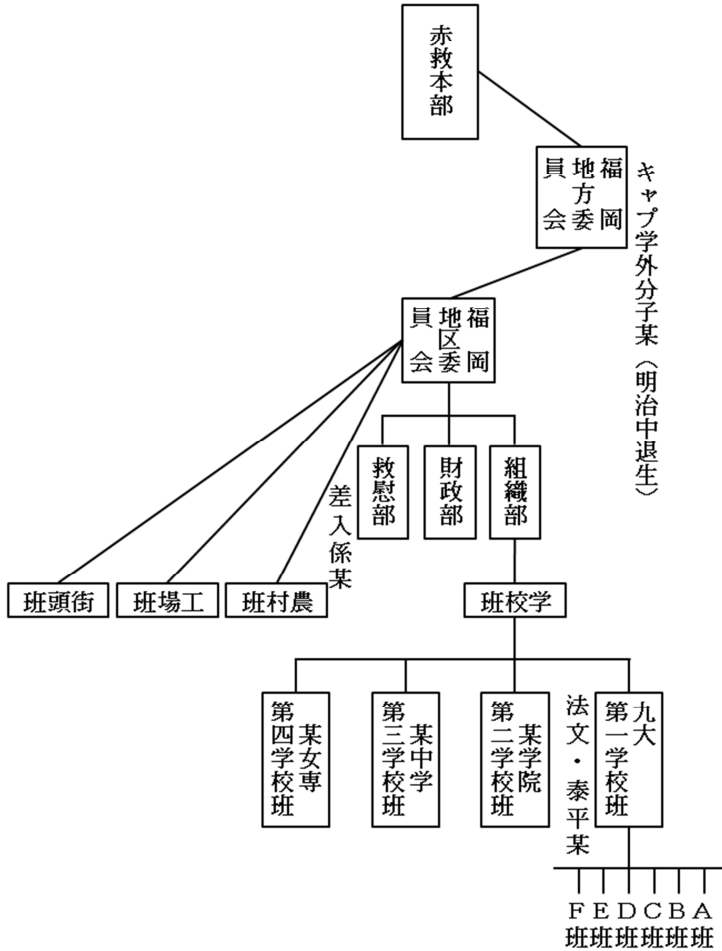 赤救本部
福岡
地方委
員会
キャプ学外分子某（明治中退生）
福岡
地区委
員会
組織部
財政部
救慰部
差入係某
学校班
農村班
工場班
街頭班
九大
第一学校班
法文・泰平某
某学院
第二学校班
某中学
第三学校班
某女専
第四学校班
A班
B班
C班
D班
E班
F班